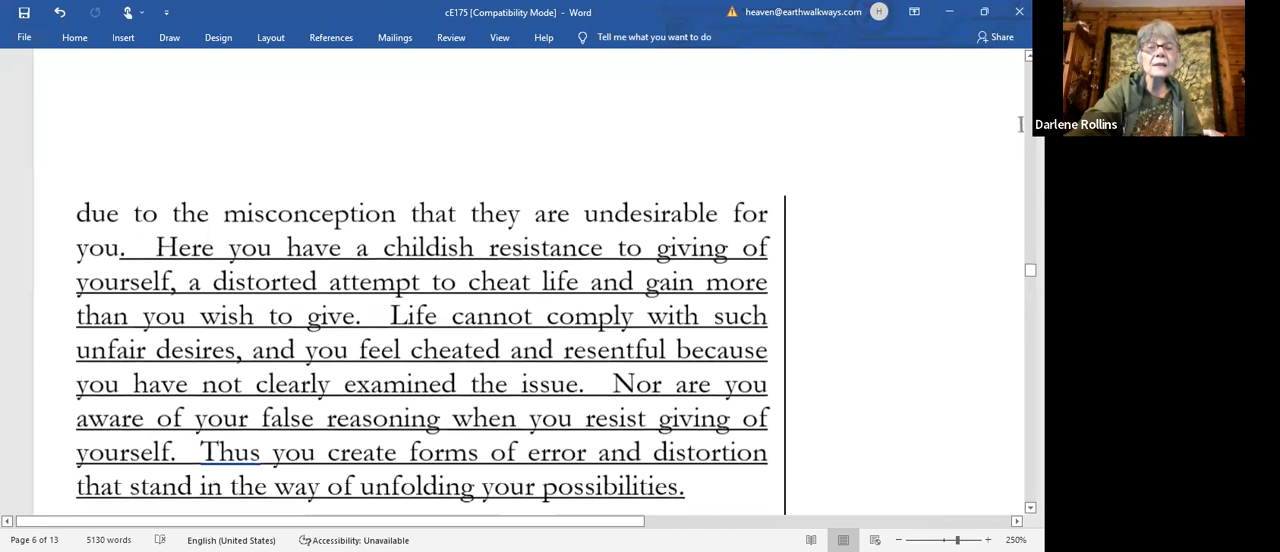 cE175 [Compatibility Mode] - Word
heaven@earthwalkways.com
H
File Home Insert Draw Design Layout References Mailings Review View Help Tell me what you want to do Share
Darlene Rollins
due to the misconception that they are undesirable for
you. Here you have a childish resistance to giving of
yourself, a distorted attempt to cheat life and gain more
than you wish to give. Life cannot comply with such
unfair desires, and you feel cheated and resentful because
you have not clearly examined the issue. Nor are you
aware of your false reasoning when you resist giving of
yourself. Thus you create forms of error and distortion
that stand in the way of unfolding your possibilities.
Page 6 of 13 5130 words English (United States) Accessibility: Unavailable 250%